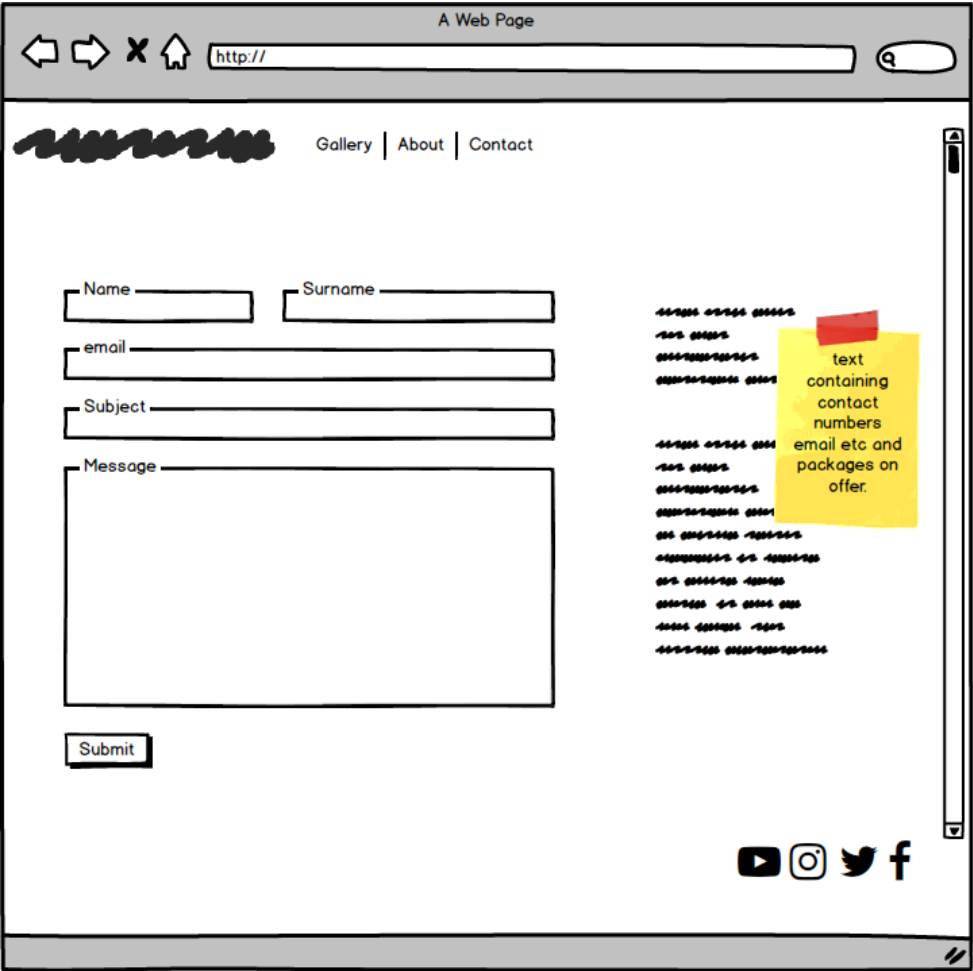 A Web Page
http://
Gallery About Contact
Name Surname
email
Subject
Message
Submit
text
containing
contact
numbers
email etc and
packages on
offer.